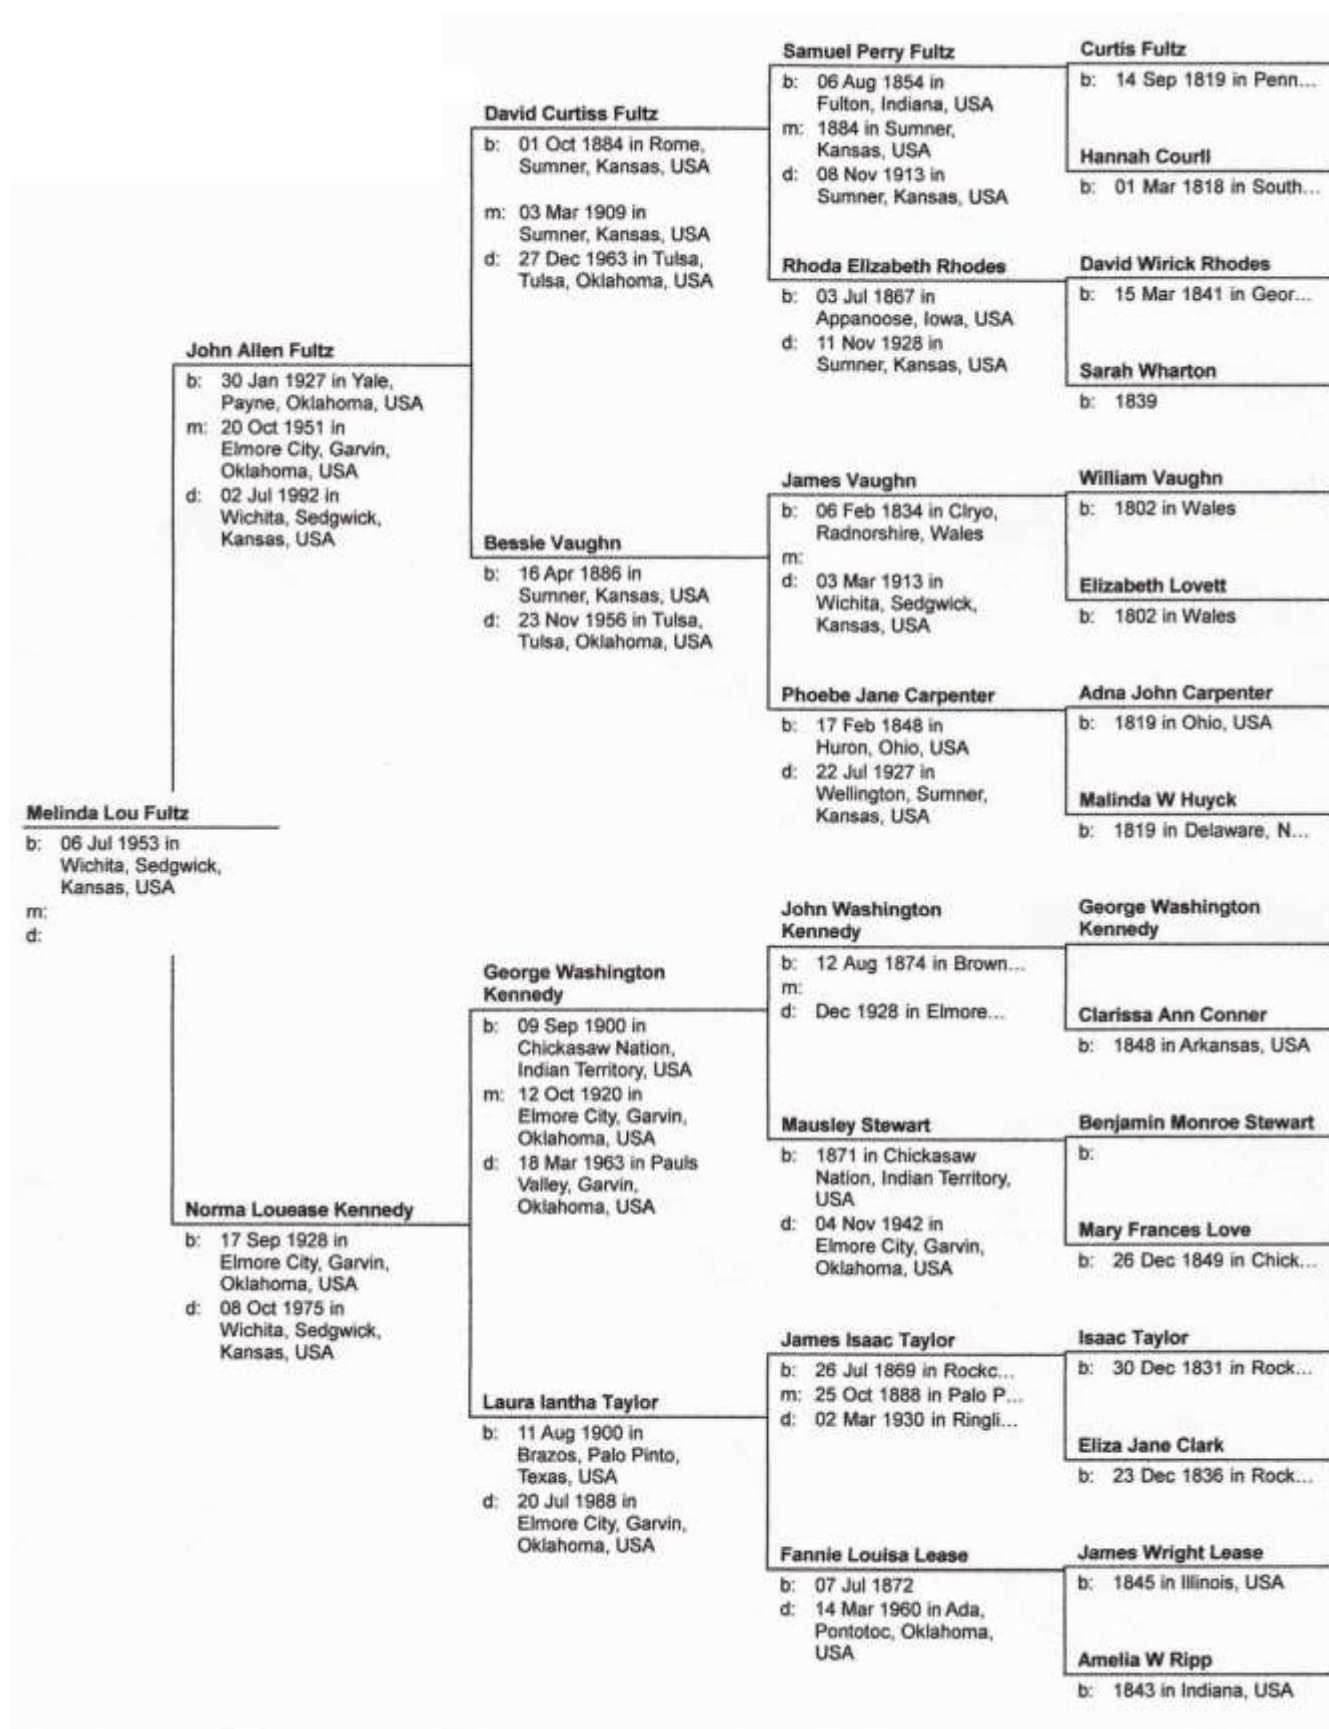 Samuel Perry Fultz
b: 06 Aug 1854 in
Fulton, Indiana, USA
m: 1884 in Sumner,
Kansas, USA
d: 08 Nov 1913 in
Sumner, Kansas, USA
Curtis Fultz
b: 14 Sep 1819 in Penn...
Hannah Courll
b: 01 Mar 1818 in South...
David Curtiss Fultz
b: 01 Oct 1884 in Rome,
Sumner, Kansas, USA
m: 03 Mar 1909 in
Sumner, Kansas, USA
d: 27 Dec 1963 in Tulsa,
Tulsa, Oklahoma, USA
Rhoda Elizabeth Rhodes
b: 03 Jul 1867 in
Appanoose, Iowa, USA
d: 11 Nov 1928 in
Sumner, Kansas, USA
David Wirick Rhodes
b: 15 Mar 1841 in Geor...
Sarah Wharton
b: 1839
John Allen Fultz
b: 30 Jan 1927 in Yale,
Payne, Oklahoma, USA
m: 20 Oct 1951 in
Elmore City, Garvin,
Oklahoma, USA
d: 02 Jul 1992 in
Wichita, Sedgwick,
Kansas, USA
James Vaughn
b: 06 Feb 1834 in Clryo,
Radnorshire, Wales
m:
d: 03 Mar 1913 in
Wichita, Sedgwick,
Kansas, USA
William Vaughn
b: 1802 in Wales
Elizabeth Lovett
b: 1802 in Wales
Bessie Vaughn
b: 16 Apr 1886 in
Sumner, Kansas, USA
d: 23 Nov 1956 in Tulsa,
Tulsa, Oklahoma, USA
Phoebe Jane Carpenter
b: 17 Feb 1848 in
Huron, Ohio, USA
d: 22 Jul 1927 in
Wellington, Sumner,
Kansas, USA
Adna John Carpenter
b: 1819 in Ohio, USA
Malinda W Huyck
b: 1819 in Delaware, N...
Melinda Lou Fultz
b: 06 Jul 1953 in
Wichita, Sedgwick,
Kansas, USA
m:
d:
John Washington
Kennedy
b: 12 Aug 1874 in Brown...
m:
d: Dec 1928 in Elmore...
George Washington
Kennedy
Clarissa Ann Conner
b: 1848 in Arkansas, USA
George Washington
Kennedy
b: 09 Sep 1900 in
Chickasaw Nation,
Indian Territory, USA
m: 12 Oct 1920 in
Elmore City, Garvin,
Oklahoma, USA
d: 18 Mar 1963 in Pauls
Valley, Garvin,
Oklahoma, USA
Mausley Stewart
b: 1871 in Chickasaw
Nation, Indian Territory,
USA
d: 04 Nov 1942 in
Elmore City, Garvin,
Oklahoma, USA
Benjamin Monroe Stewart
b:
Mary Frances Love
b: 26 Dec 1849 in Chick...
Norma Louease Kennedy
b: 17 Sep 1928 in
Elmore City, Garvin,
Oklahoma, USA
d: 08 Oct 1975 in
Wichita, Sedgwick,
Kansas, USA
James Isaac Taylor
b: 26 Jul 1869 in Rockc...
m: 25 Oct 1888 in Palo P...
d: 02 Mar 1930 in Ringli...
Isaac Taylor
b: 30 Dec 1831 in Rock...
Eliza Jane Clark
b: 23 Dec 1836 in Rock...
Laura Iantha Taylor
b: 11 Aug 1900 in
Brazos, Palo Pinto,
Texas, USA
d: 20 Jul 1988 in
Elmore City, Garvin,
Oklahoma, USA
Fannie Louisa Lease
b: 07 Jul 1872
d: 14 Mar 1960 in Ada,
Pontotoc, Oklahoma,
USA
James Wright Lease
b: 1845 in Illinois, USA
Amelia W Ripp
b: 1843 in Indiana, USA